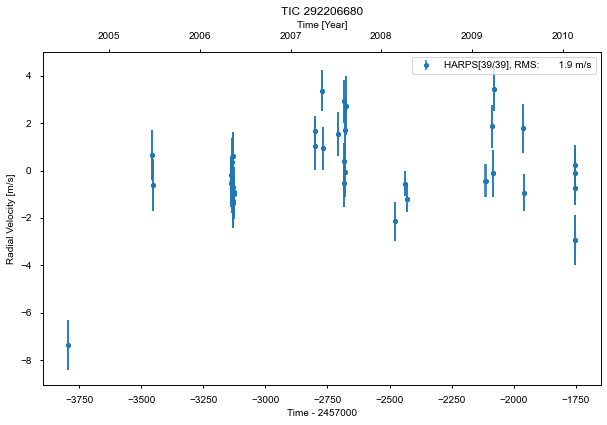 TIC 292206680
Time [Year]
2005 2006 2007 2008 2009 2010
HARPS[39/39], RMS: 1.9 m/s
4
2
0
−2
−4
−6
−8
Radial Velocity [m/s]
−3750 −3500 −3250 −3000 −2750 −2500 −2250 −2000 −1750
Time - 2457000